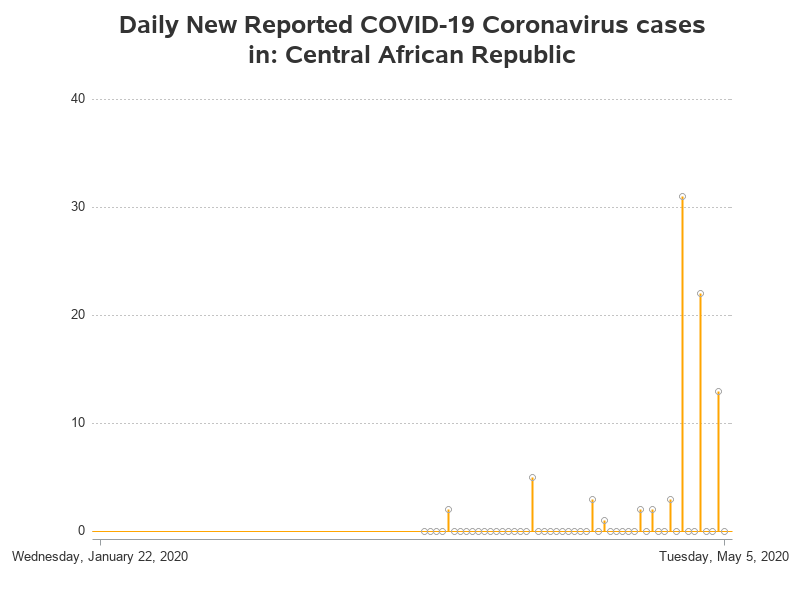 Daily New Reported COVID-19 Coronavirus cases
in: Central African Republic
40
30
20
10
0
Wednesday, January 22, 2020
Tuesday, May 5, 2020